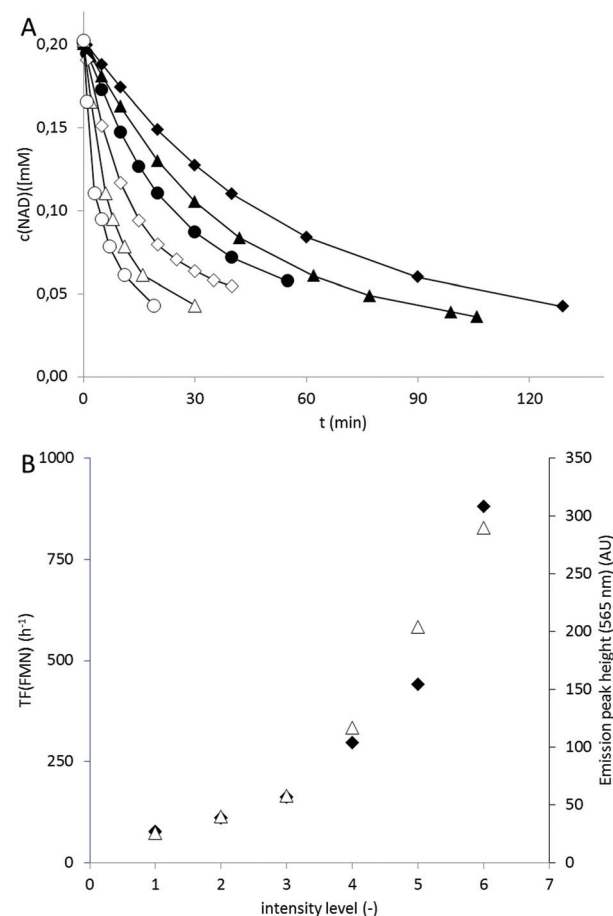 A
c(NAD)([mM)
0,20
0,15
0,10
0,05
0,00
0 30 60 90 120
t (min)
B
TF(FMN) (h-1)
1000
750
500
250
0
Emission peak height (565 nm) (AU)
350
300
250
200
150
100
50
0
0 1 2 3 4 5 6 7
intensity level (-)